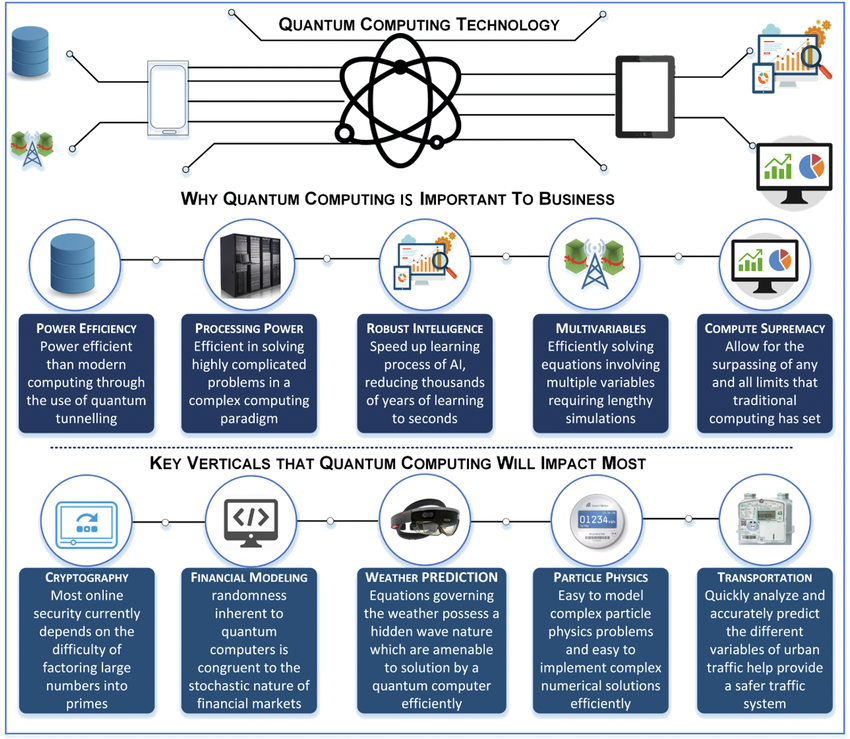 QUANTUM COMPUTING TECHNOLOGY
WHY QUANTUM COMPUTING IS IMPORTANT TO BUSINESS
POWER EFFICIENCY
Power efficient
than modern
computing through
the use of quantum
tunnelling
PROCESSING POWER
Efficient in solving
highly complicated
problems in a
complex computing
paradigm
ROBUST INTELLIGENCE
Speed up learning
process of AI,
reducing thousands
of years of learning
to seconds
MULTIVARIABLES
Efficiently solving
equations involving
multiple variables
requiring lengthy
simulations
COMPUTE SUPREMACY
Allow for the
surpassing of any
and all limits that
traditional
computing has set
KEY VERTICALS THAT QUANTUM COMPUTING WILL IMPACT MOST
</>
01234
CRYPTOGRAPHY
Most online
security currently
depends on the
difficulty of
factoring large
numbers into
primes
FINANCIAL MODELING
randomness
inherent to
quantum
computers is
congruent to the
stochastic nature of
financial markets
WEATHER PREDICTION
Equations governing
the weather possess a
hidden wave nature
which are amenable
to solution by a
quantum computer
efficiently
PARTICLE PHYSICS
Easy to model
complex particle
physics problems
and easy to
implement complex
numerical solutions
efficiently
TRANSPORTATION
Quickly analyze and
accurately predict
the different
variables of urban
traffic help provide
a safer traffic
system